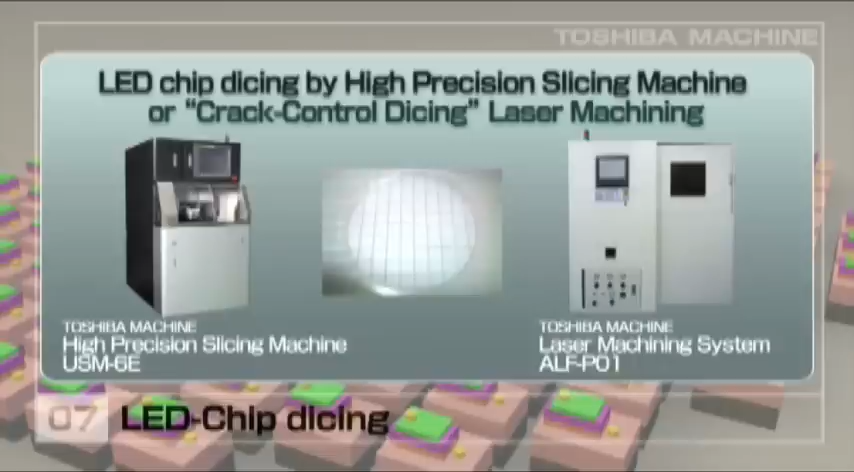 TOSHIBA MACHINE
LED chip dicing by High Precision Slicing Machine
or “Crack-Control Dicing” Laser Machining
TOSHIBA MACHINE
High Precision Slicing Machine
USM-6E
TOSHIBA MACHINE
Laser Machining System
ALF-P01
07 LED-Chip dicing